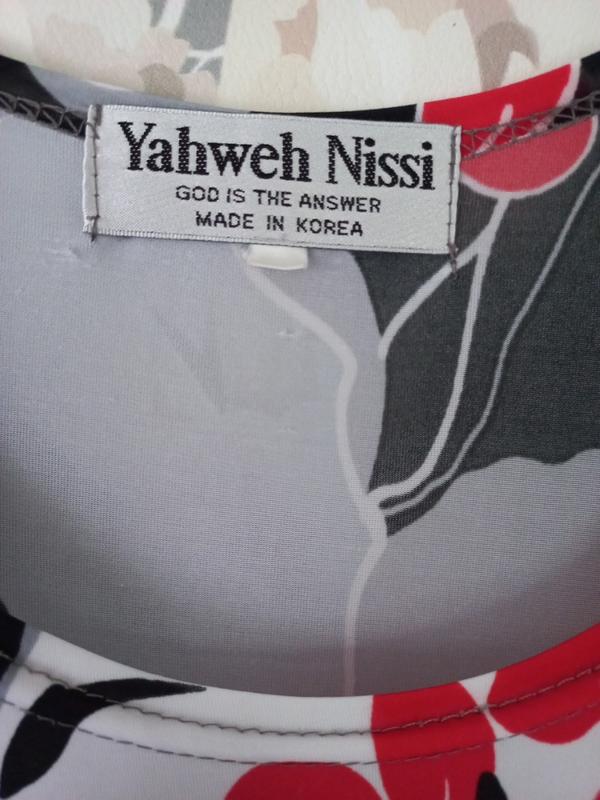 Yahweh Nissi
GOD IS THE ANSWER
MADE IN KOREA